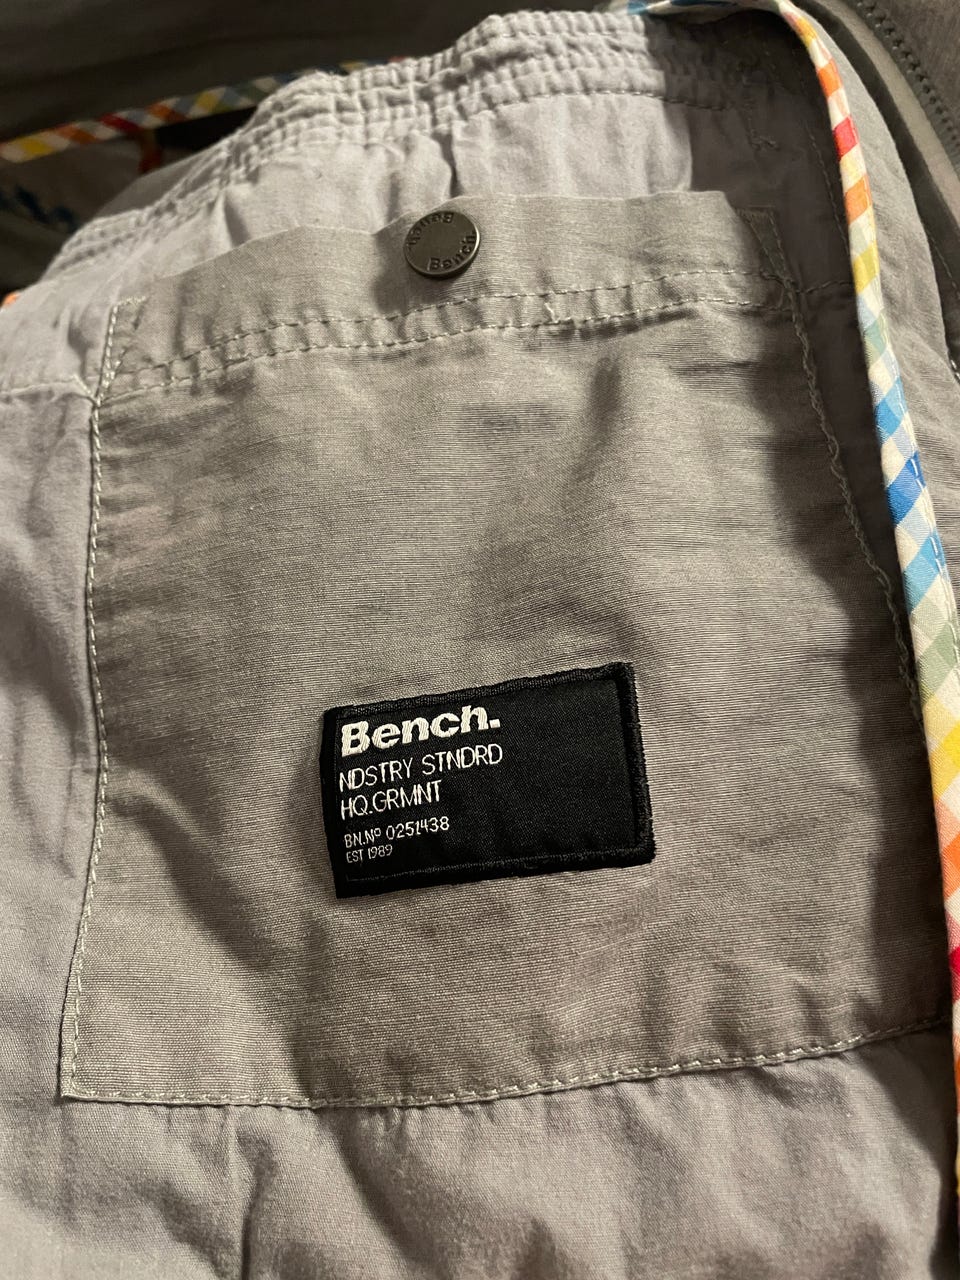 Bench.
Bench.
Bench.
NDSTRY STNDRD
HQ.GRMNT
BN.Nº 0251438
EST 1989